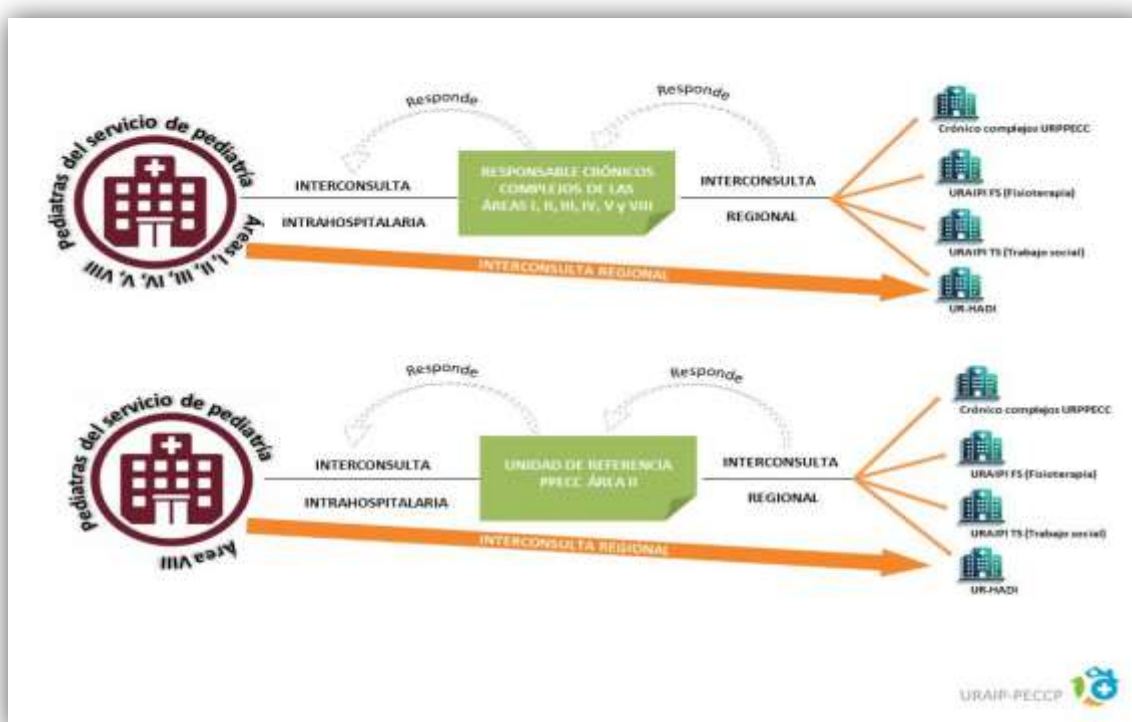 Pediatras del servicio de pediatría
Áreas I, II, III, IV, V, VIII
Responde
Responde
INTERCONSULTA
INTRAHOSPITALARIA
RESPONSABLE CRÓNICOS
COMPLEJOS DE LAS
ÁREAS I, II, III, IV, V y VIII
INTERCONSULTA
REGIONAL
INTERCONSULTA REGIONAL
Crónico complejos URPPECC
URAIPI FS (Fisioterapia)
URAIPI TS (Trabajo social)
UR-HADI
Pediatras del servicio de pediatría
Área VIII
Responde
Responde
INTERCONSULTA
INTRAHOSPITALARIA
UNIDAD DE REFERENCIA
PPECC ÁREA II
INTERCONSULTA
REGIONAL
INTERCONSULTA REGIONAL
Crónico complejos URPPECC
URAIPI FS (Fisioterapia)
URAIPI TS (Trabajo social)
UR-HADI
URAIP-PECCP